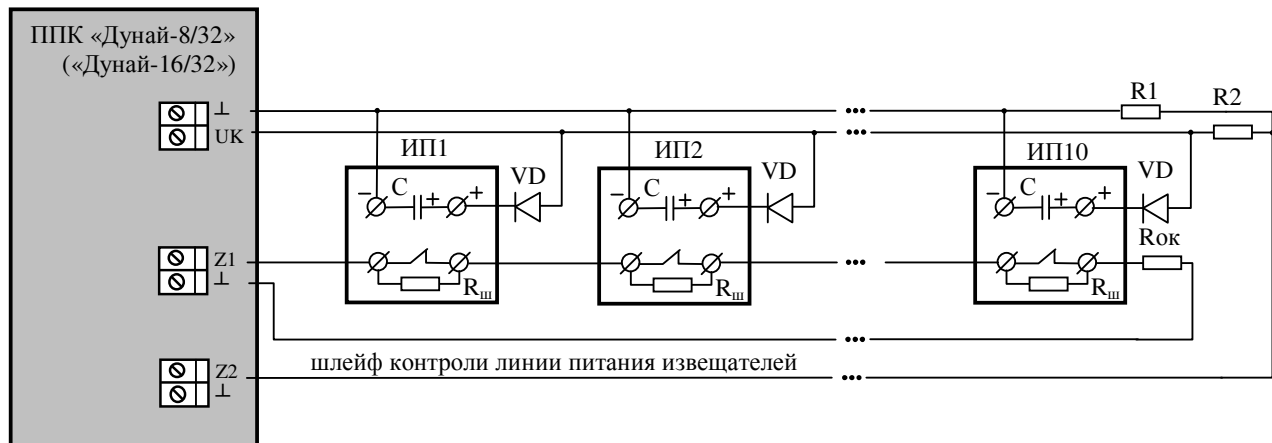 ППК «Дунай-8/32»
(«Дунай-16/32»)
⊥
UK
... R1 R2
...
ИП1 ИП2 ИП10
− C + + VD
− C + + VD
− C + + VD
Z1
⊥
Rш
Rш
Rш
Rок
...
...
Z2
⊥
шлейф контроли линии питания извещателей
...